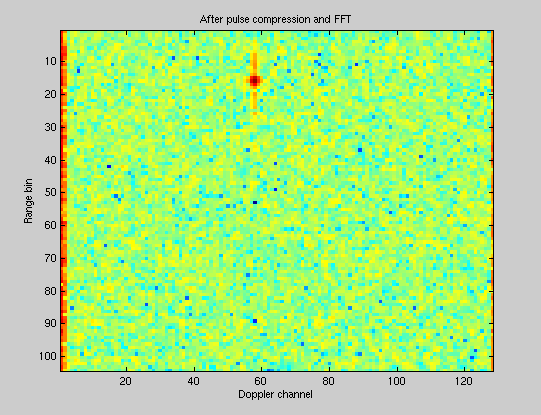 After pulse compression and FFT
10
20
30
40
50
60
70
80
90
100
Range bin
20 40 60 80 100 120
Doppler channel